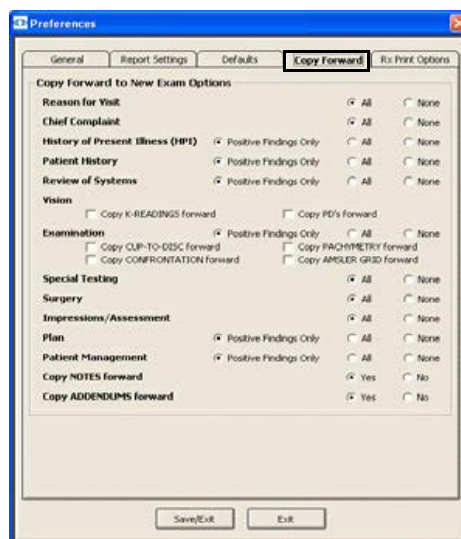 Preferences
General Report Settings Defaults Copy Forward Rx Print Options
Copy Forward to New Exam Options
Reason for Visit All None
Chief Complaint All None
History of Present Illness (HPI) Positive Findings Only All None
Patient History Positive Findings Only All None
Review of Systems Positive Findings Only All None
Vision
Copy K-READINGS forward Copy PD's forward
Examination Positive Findings Only All None
Copy CUP-TO-DISC forward Copy PACHYMETRY forward
Copy CONFRONTATION forward Copy AMSLER GRID forward
Special Testing All None
Surgery All None
Impressions/Assessment All None
Plan Positive Findings Only All None
Patient Management Positive Findings Only All None
Copy NOTES forward Yes No
Copy ADDENDUMS forward Yes No
Save/Exit Exit